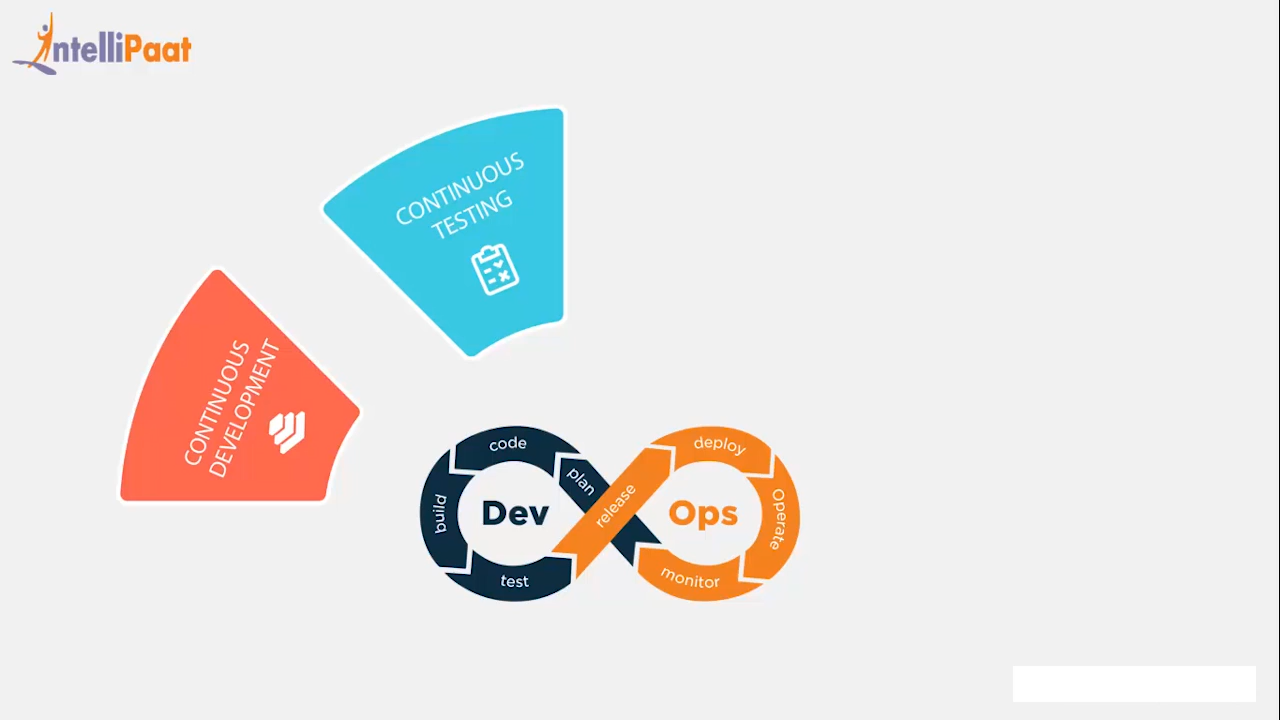 IntelliPaat
CONTINUOUS
TESTING
CONTINUOUS
DEVELOPMENT
code
plan
build
Dev
test
release
deploy
Ops
Operate
monitor